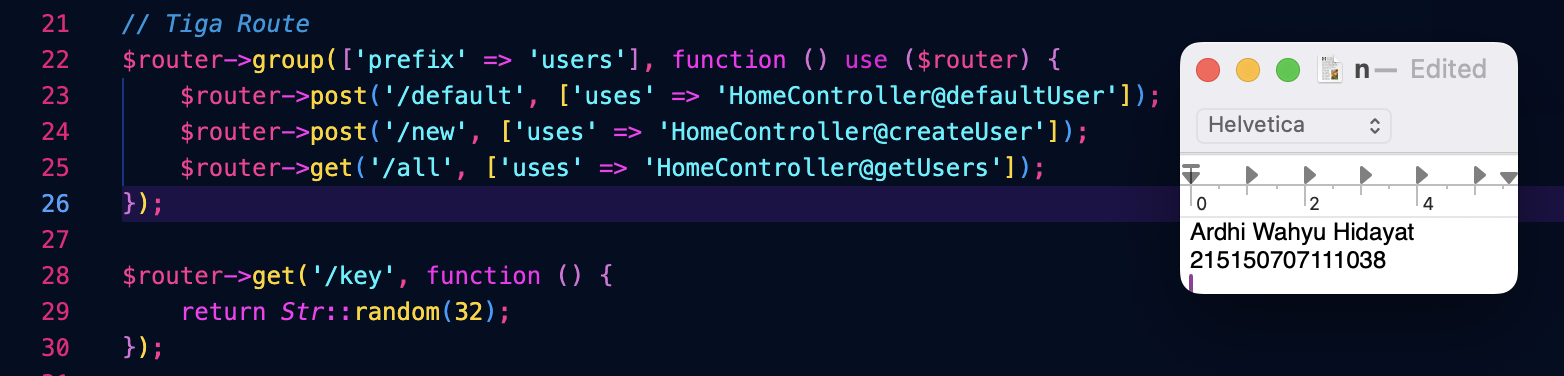 21 // Tiga Route
22 $router->group(['prefix' => 'users'], function () use ($router) {
23     $router->post('/default', ['uses' => 'HomeController@defaultUser']);
24     $router->post('/new', ['uses' => 'HomeController@createUser']);
25     $router->get('/all', ['uses' => 'HomeController@getUsers']);
26 });
27
28 $router->get('/key', function () {
29     return Str::random(32);
30 });
n — Edited
Helvetica
0 2 4
Ardhi Wahyu Hidayat
215150707111038